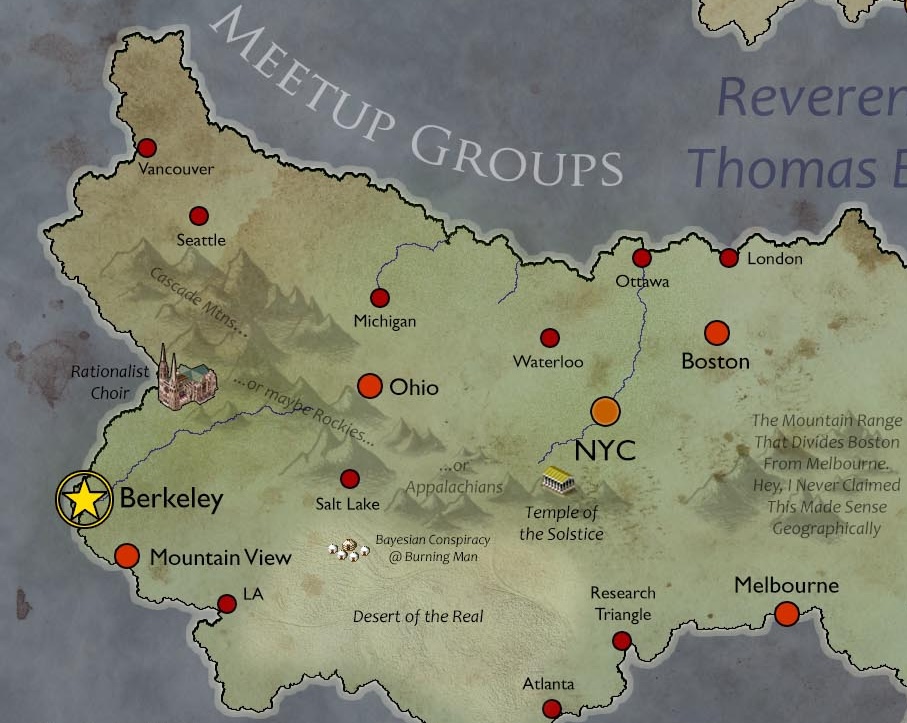 MEETUP GROUPS
Reverer
Thomas B
Vancouver
Seattle
Cascade Mtns...
Michigan
Ottawa
London
Waterloo
Boston
Rationalist
Choir
...or maybe Rockies...
Ohio
NYC
The Mountain Range
That Divides Boston
From Melbourne.
Hey, I Never Claimed
This Made Sense
Geographically
...or
Appalachians
Berkeley
Salt Lake
Temple of
the Solstice
Bayesian Conspiracy
@ Burning Man
Mountain View
LA
Desert of the Real
Research
Triangle
Melbourne
Atlanta